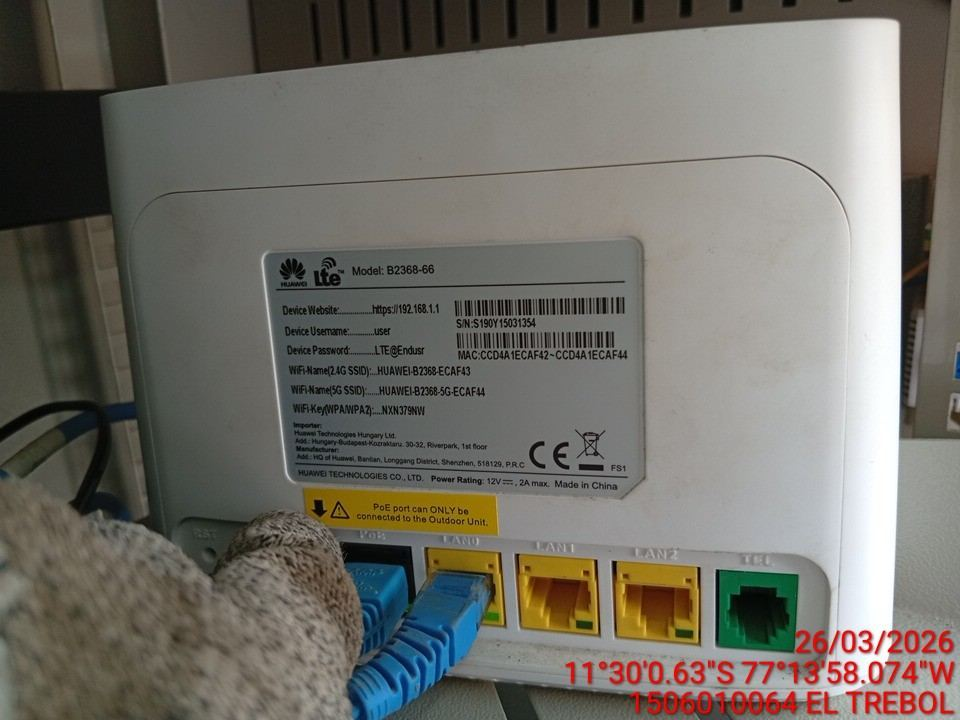 HUAWEI
Lte™
Model: B2368-66
Device Website:...............https://192.168.1.1
Device Username:............user
Device Password:...........LTE@Endusr
WiFi-Name(2.4G SSID):...HUAWEI-B2368-ECAF43
WiFi-Name(5G SSID):......HUAWEI-B2368-5G-ECAF44
WiFi-Key(WPA/WPA2):....NXN379NW
S/N:S190Y15031354
MAC:CCD4A1ECAF42~CCD4A1ECAF44
Importer:
Huawei Technologies Hungary Ltd.
Add.: Hungary-Budapest-Kozraktaru. 30-32, Riverpark, 1st floor
Manufacturer:
Add.: HQ of Huawei, Bantian, Longgang District, Shenzhen, 518129, P.R.C
CE
FS1
HUAWEI TECHNOLOGIES CO., LTD. Power Rating: 12V⎓, 2A max. Made in China
PoE port can ONLY be
connected to the Outdoor Unit.
RST
PoE
LAN0
LAN1
LAN2
TEL
26/03/2026
11°30'0.63"S 77°13'58.074"W
1506010064 EL TREBOL